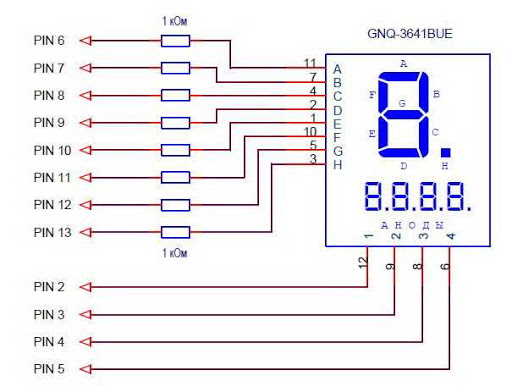 1 кОм
GNQ-3641BUE
PIN 6
PIN 7
PIN 8
PIN 9
PIN 10
PIN 11
PIN 12
PIN 13
1 кОм
11 A
7 B
4 C
2 D
1 E
10 F
5 G
3 H
A
F B
G
E C
D H
8.8.8.8.
АНОДЫ
1 2 3 4
12 9 8 6
PIN 2
PIN 3
PIN 4
PIN 5